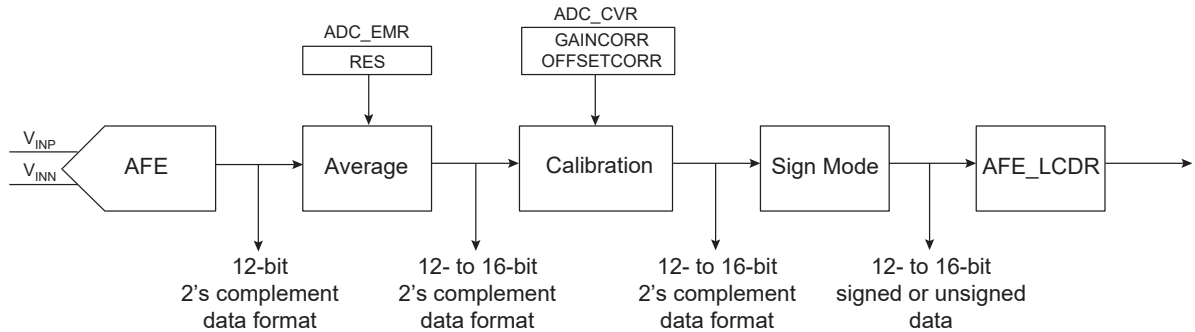 ADC_EMR
RES
ADC_CVR
GAINCORR
OFFSETCORR
V_INP
V_INN
AFE
Average
Calibration
Sign Mode
AFE_LCDR
12-bit
2's complement
data format
12- to 16-bit
2's complement
data format
12- to 16-bit
2's complement
data format
12- to 16-bit
signed or unsigned
data